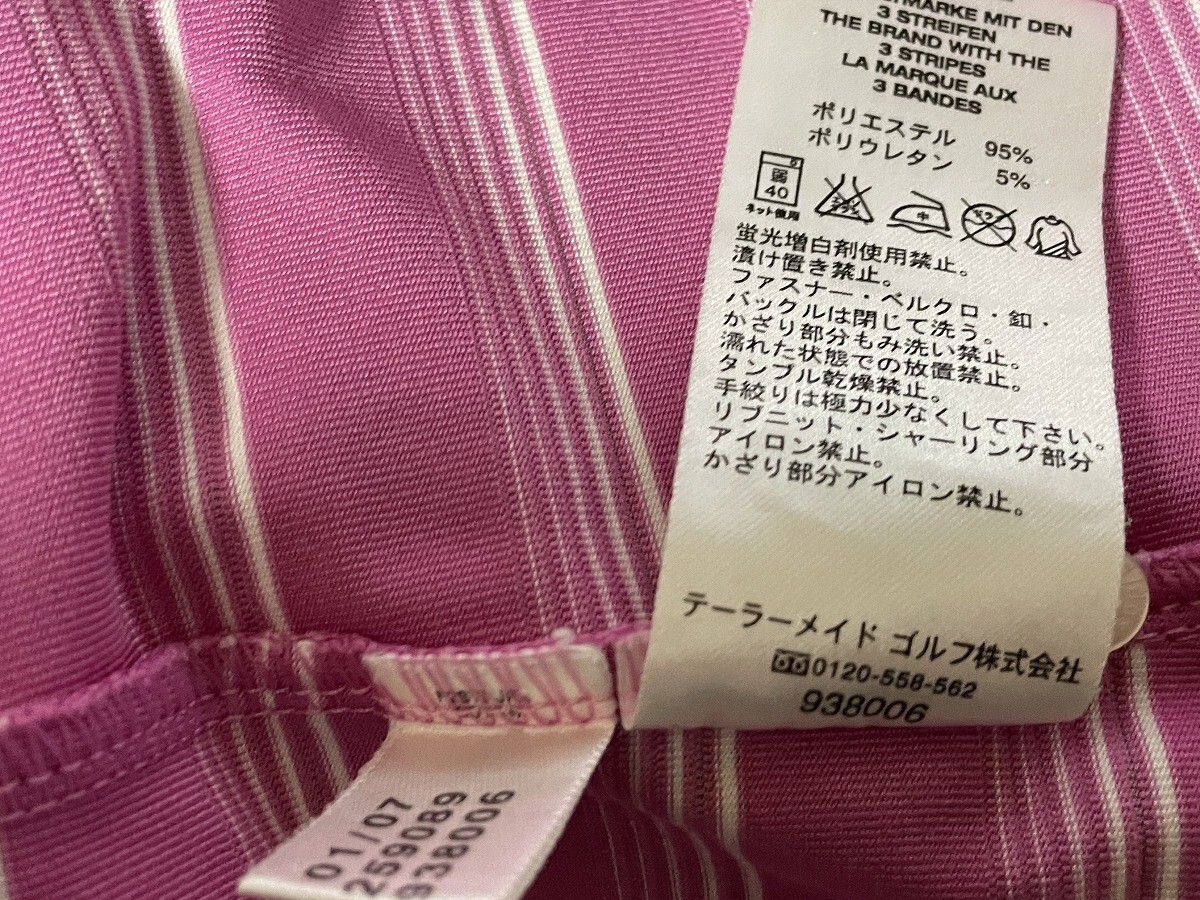 MARKE MIT DEN
3 STREIFEN
THE BRAND WITH THE
3 STRIPES
LA MARQUE AUX
3 BANDES
ポリエステル 95%
ポリウレタン 5%
弱
40
ネット使用
中
蛍光増白剤使用禁止。
漬け置き禁止。
ファスナー・ベルクロ・釦・
バックルは閉じて洗う。
かざり部分もみ洗い禁止。
濡れた状態での放置禁止。
タンブル乾燥禁止。
手絞りは極力少なくして下さい。
リブニット・シャーリング部分
アイロン禁止。
かざり部分アイロン禁止。
テーラーメイド ゴルフ株式会社
0120-558-562
938006
01/07
259089
938006